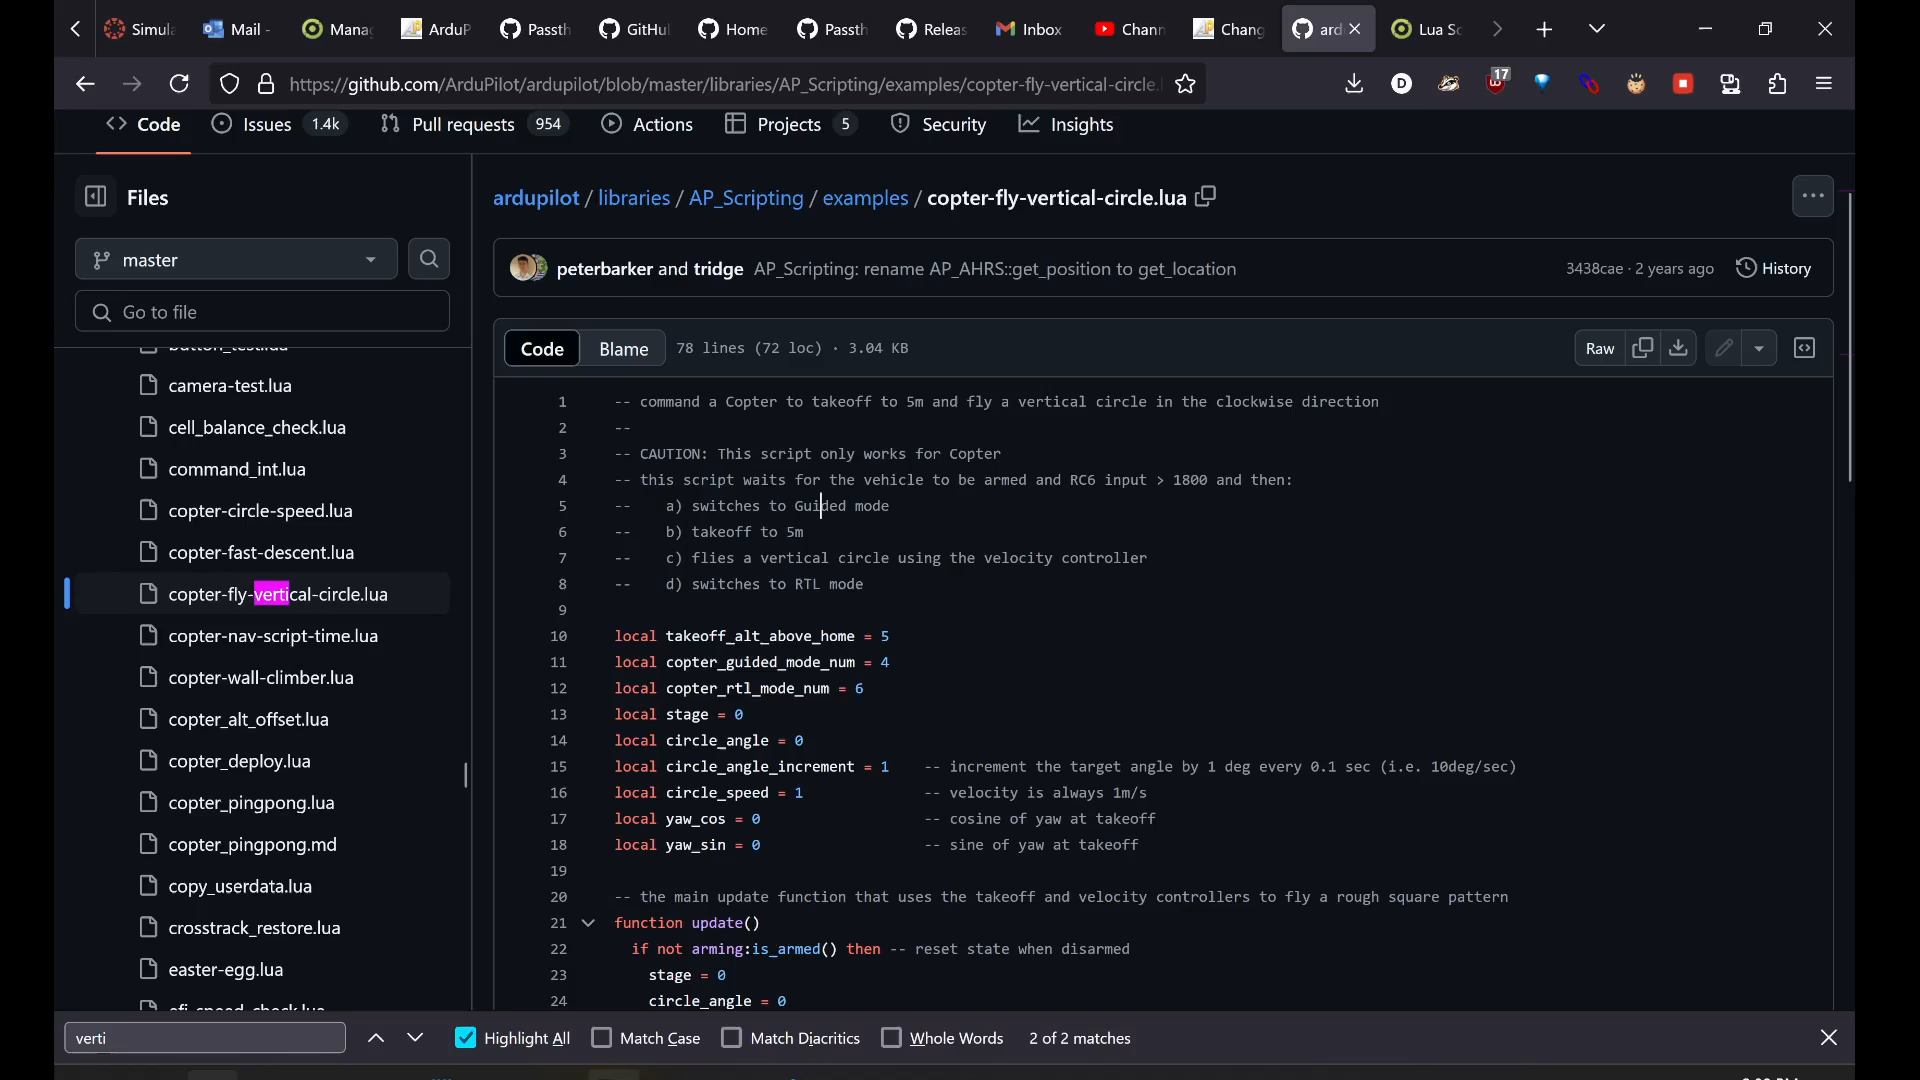 Simula
Mail -
Manag
ArduP
Passth
GitHu
Home
Passth
Releas
Inbox
Chann
Chang
ard
Lua Sc
https://github.com/ArduPilot/ardupilot/blob/master/libraries/AP_Scripting/examples/copter-fly-vertical-circle.l
D
17
Code
Issues 1.4k
Pull requests 954
Actions
Projects 5
Security
Insights
Files
master
Go to file
button_test.lua
camera-test.lua
cell_balance_check.lua
command_int.lua
copter-circle-speed.lua
copter-fast-descent.lua
copter-fly-vertical-circle.lua
copter-nav-script-time.lua
copter-wall-climber.lua
copter_alt_offset.lua
copter_deploy.lua
copter_pingpong.lua
copter_pingpong.md
copy_userdata.lua
crosstrack_restore.lua
easter-egg.lua
efi_speed_check.lua
ardupilot / libraries / AP_Scripting / examples / copter-fly-vertical-circle.lua
peterbarker and tridge AP_Scripting: rename AP_AHRS::get_position to get_location
3438cae · 2 years ago History
Code Blame 78 lines (72 loc) · 3.04 KB
Raw
1 -- command a Copter to takeoff to 5m and fly a vertical circle in the clockwise direction
2 --
3 -- CAUTION: This script only works for Copter
4 -- this script waits for the vehicle to be armed and RC6 input > 1800 and then:
5 -- a) switches to Guided mode
6 -- b) takeoff to 5m
7 -- c) flies a vertical circle using the velocity controller
8 -- d) switches to RTL mode
9
10 local takeoff_alt_above_home = 5
11 local copter_guided_mode_num = 4
12 local copter_rtl_mode_num = 6
13 local stage = 0
14 local circle_angle = 0
15 local circle_angle_increment = 1 -- increment the target angle by 1 deg every 0.1 sec (i.e. 10deg/sec)
16 local circle_speed = 1 -- velocity is always 1m/s
17 local yaw_cos = 0 -- cosine of yaw at takeoff
18 local yaw_sin = 0 -- sine of yaw at takeoff
19
20 -- the main update function that uses the takeoff and velocity controllers to fly a rough square pattern
21 function update()
22 if not arming:is_armed() then -- reset state when disarmed
23 stage = 0
24 circle_angle = 0
verti
Highlight All
Match Case
Match Diacritics
Whole Words
2 of 2 matches